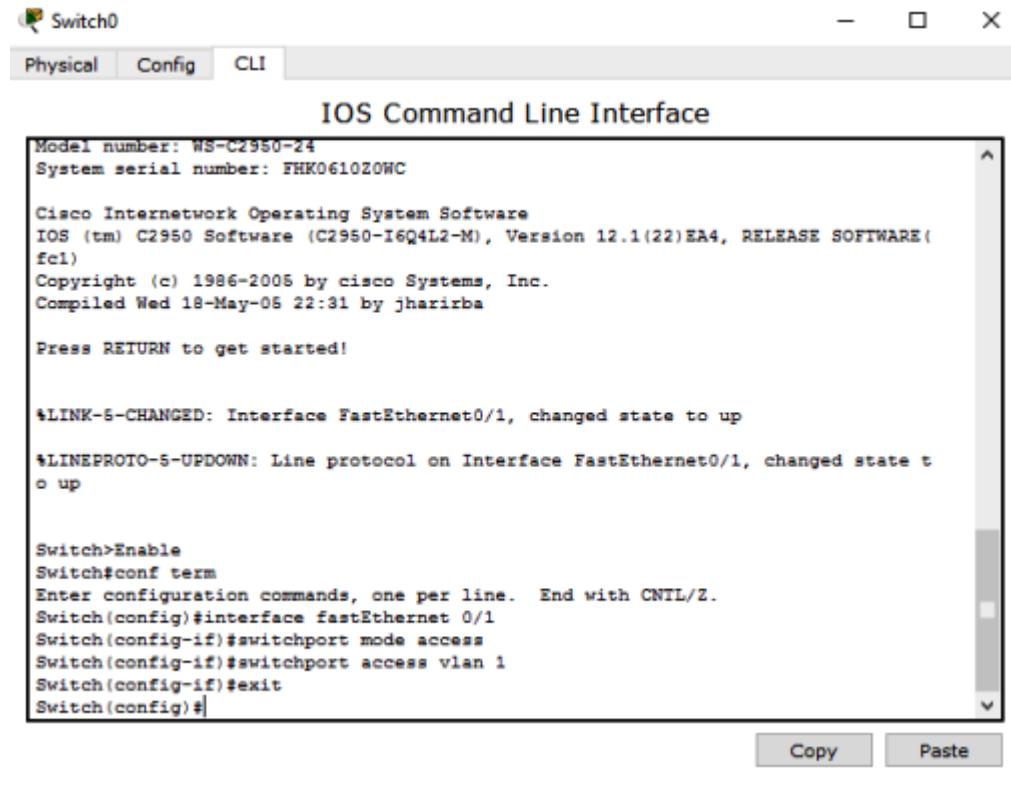 Switch0
Physical Config CLI
IOS Command Line Interface
Model number: WS-C2950-24
System serial number: FHK0610Z0WC
Cisco Internetwork Operating System Software
IOS (tm) C2950 Software (C2950-I6Q4L2-M), Version 12.1(22)EA4, RELEASE SOFTWARE(
fc1)
Copyright (c) 1986-2005 by cisco Systems, Inc.
Compiled Wed 18-May-05 22:31 by jharirba
Press RETURN to get started!
%LINK-5-CHANGED: Interface FastEthernet0/1, changed state to up
%LINEPROTO-5-UPDOWN: Line protocol on Interface FastEthernet0/1, changed state t
o up
Switch>Enable
Switch#conf term
Enter configuration commands, one per line.  End with CNTL/Z.
Switch(config)#interface fastEthernet 0/1
Switch(config-if)#switchport mode access
Switch(config-if)#switchport access vlan 1
Switch(config-if)#exit
Switch(config)#
Copy Paste